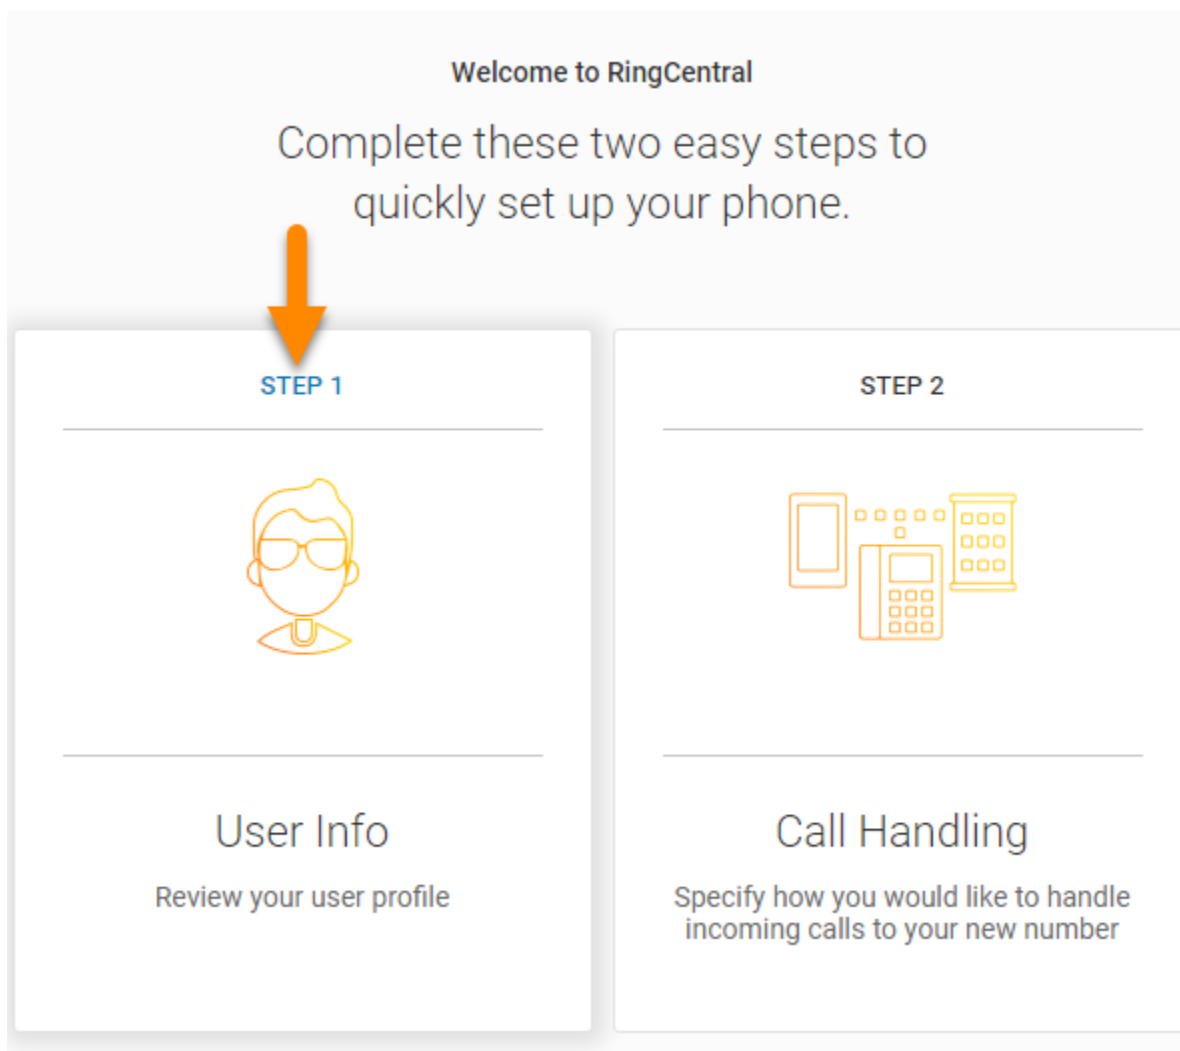 Welcome to RingCentral
Complete these two easy steps to
quickly set up your phone.
STEP 1
User Info
Review your user profile
STEP 2
Call Handling
Specify how you would like to handle
incoming calls to your new number